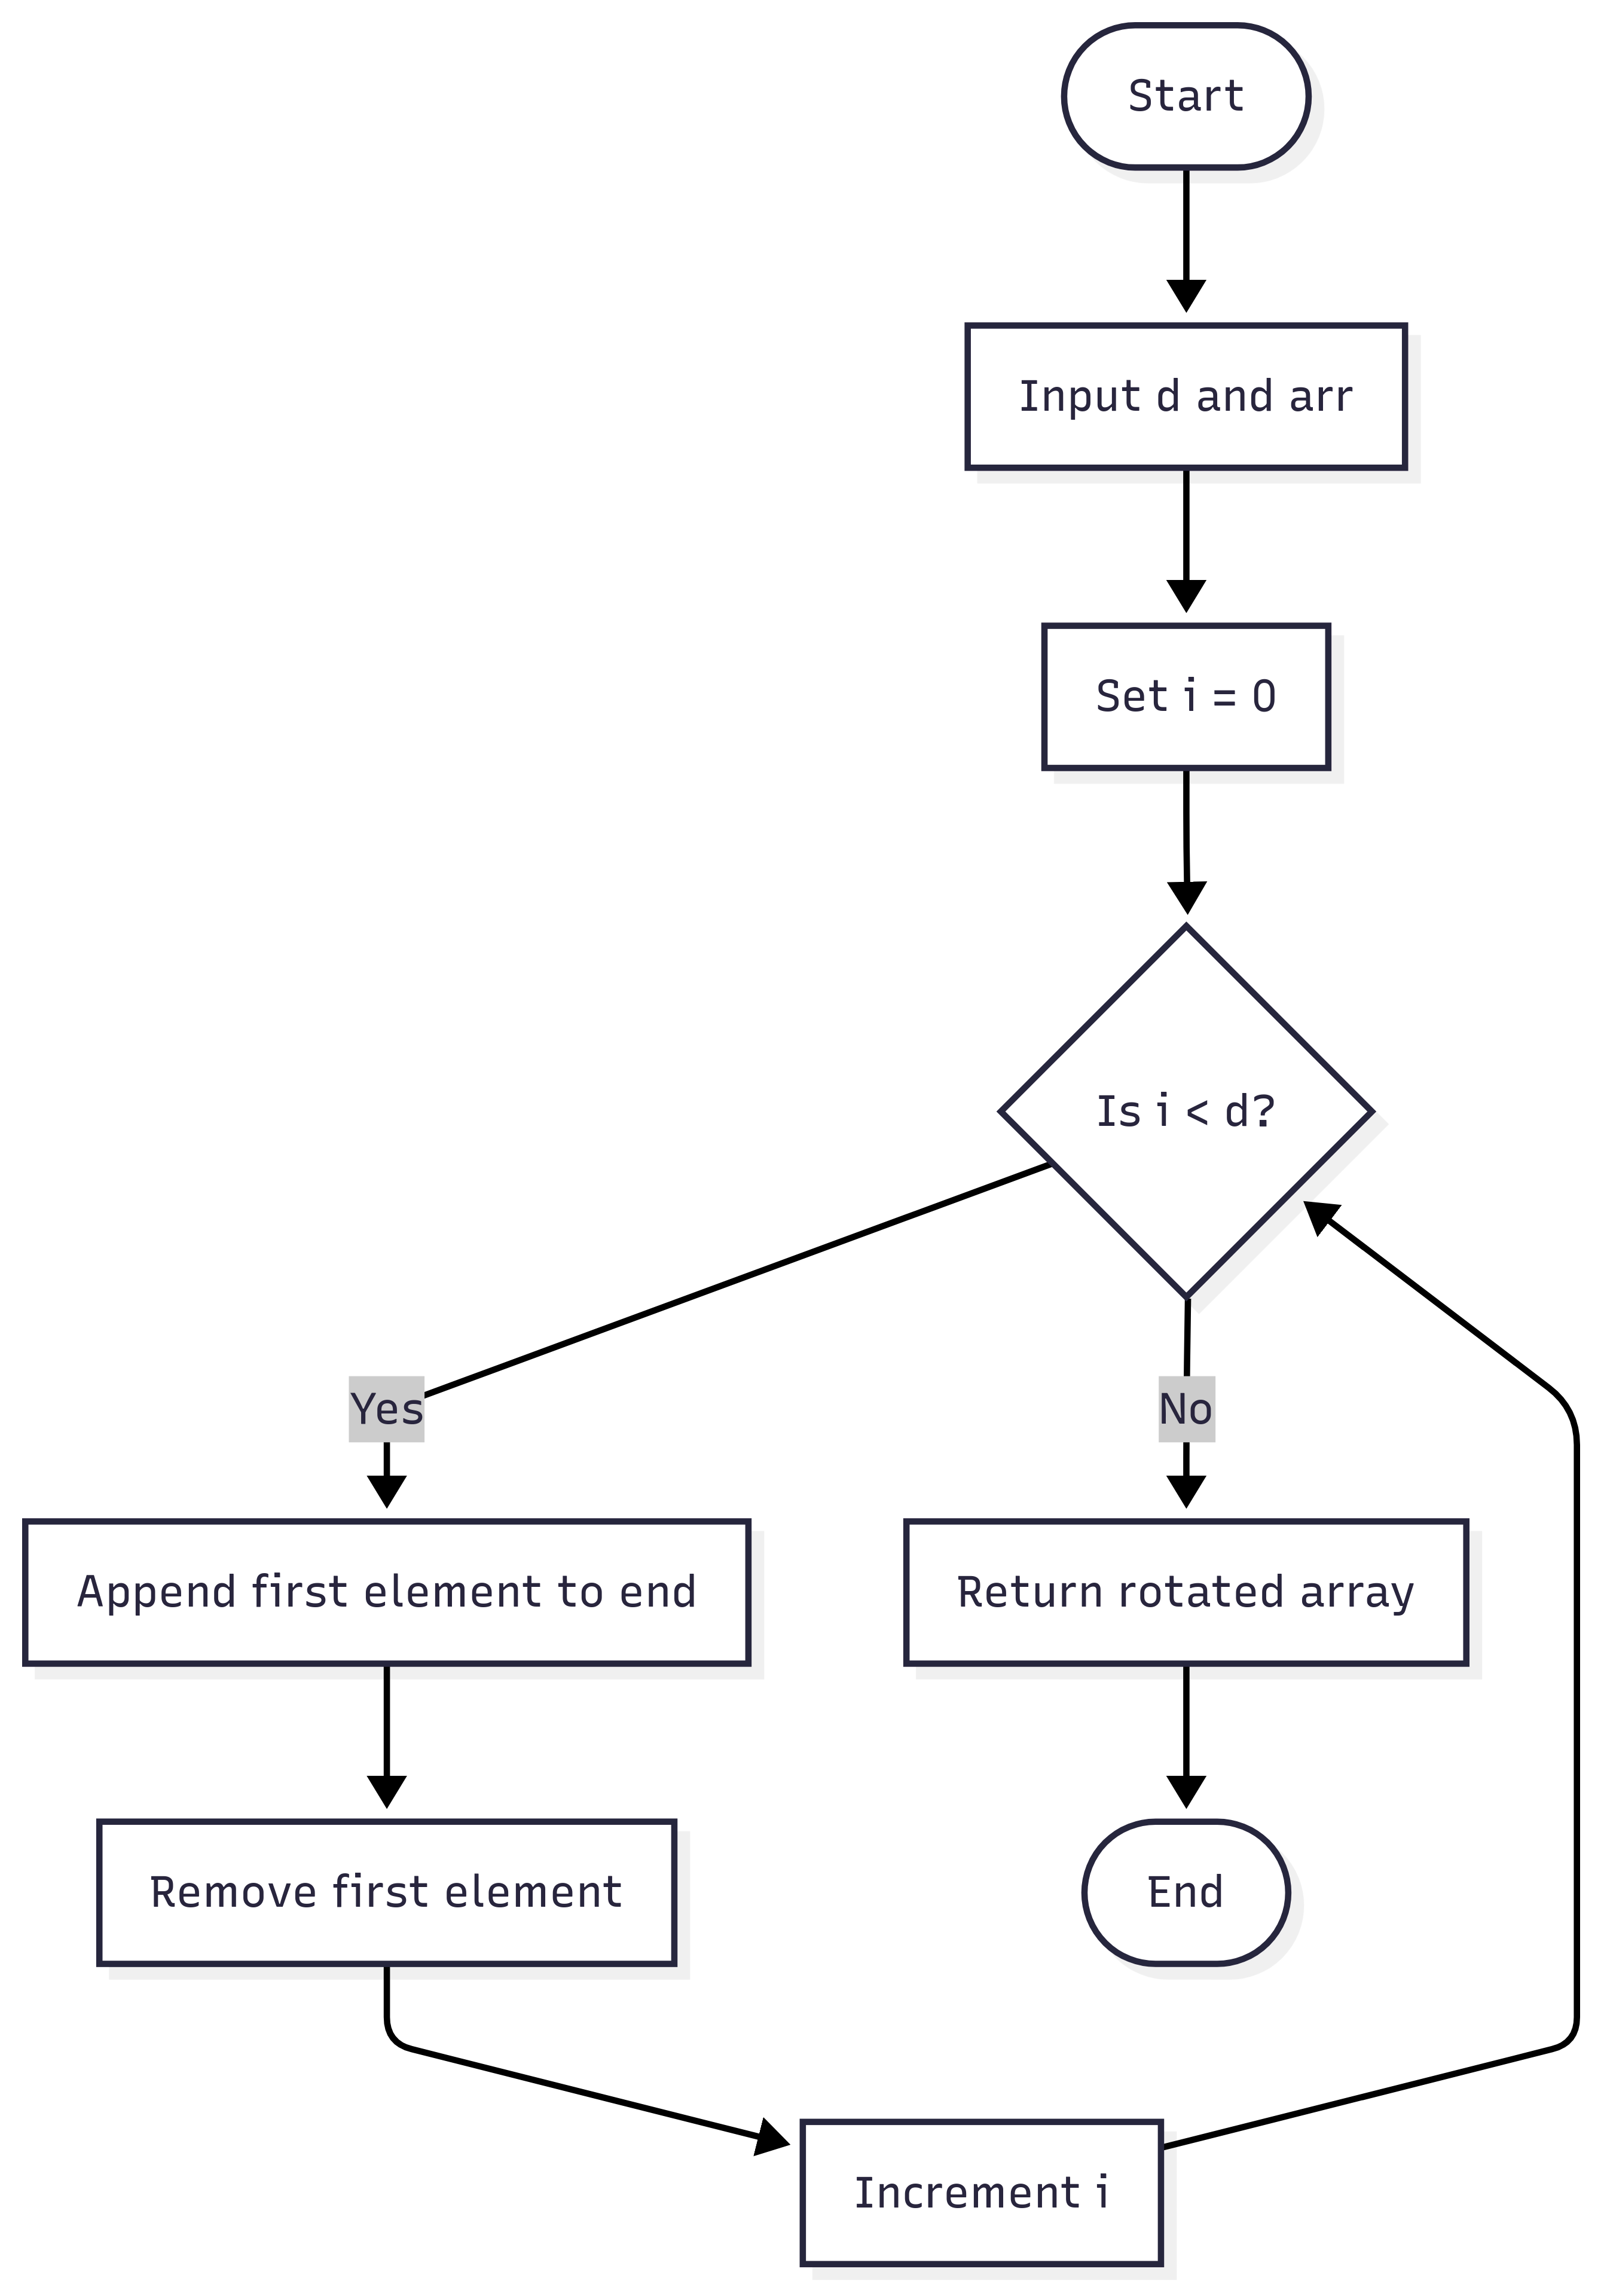 Start
Input d and arr
Set i = 0
Is i < d?
Yes
No
Append first element to end
Return rotated array
Remove first element
End
Increment i